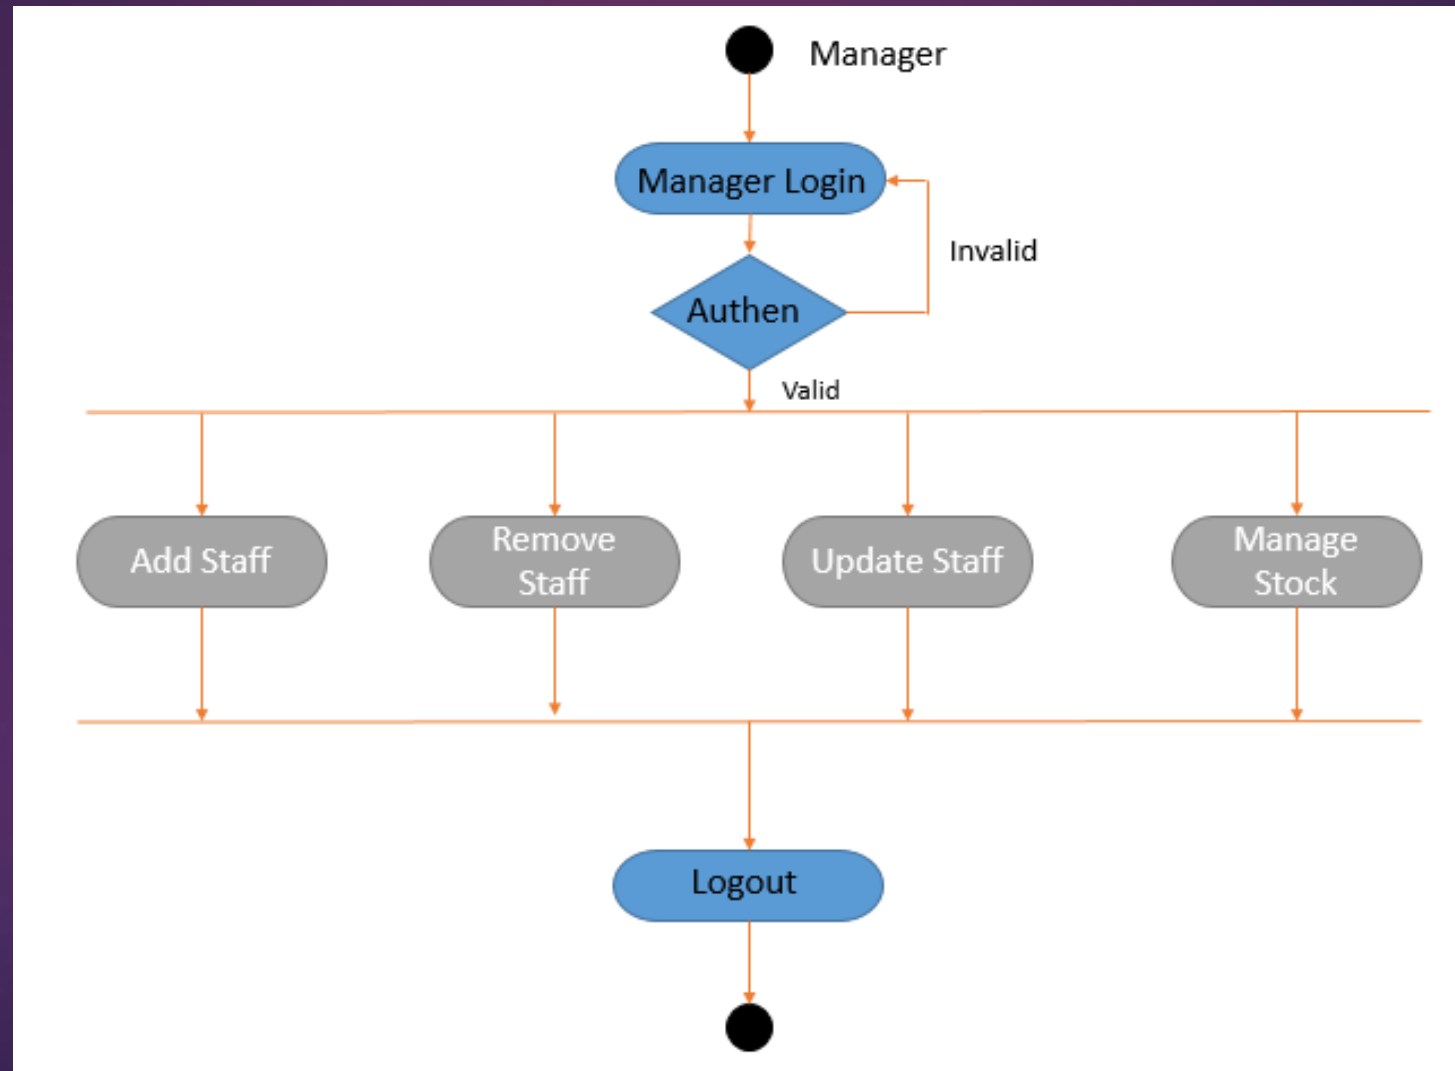 Manager
Manager Login
Invalid
Authen
Valid
Add Staff
Remove
Staff
Update Staff
Manage
Stock
Logout